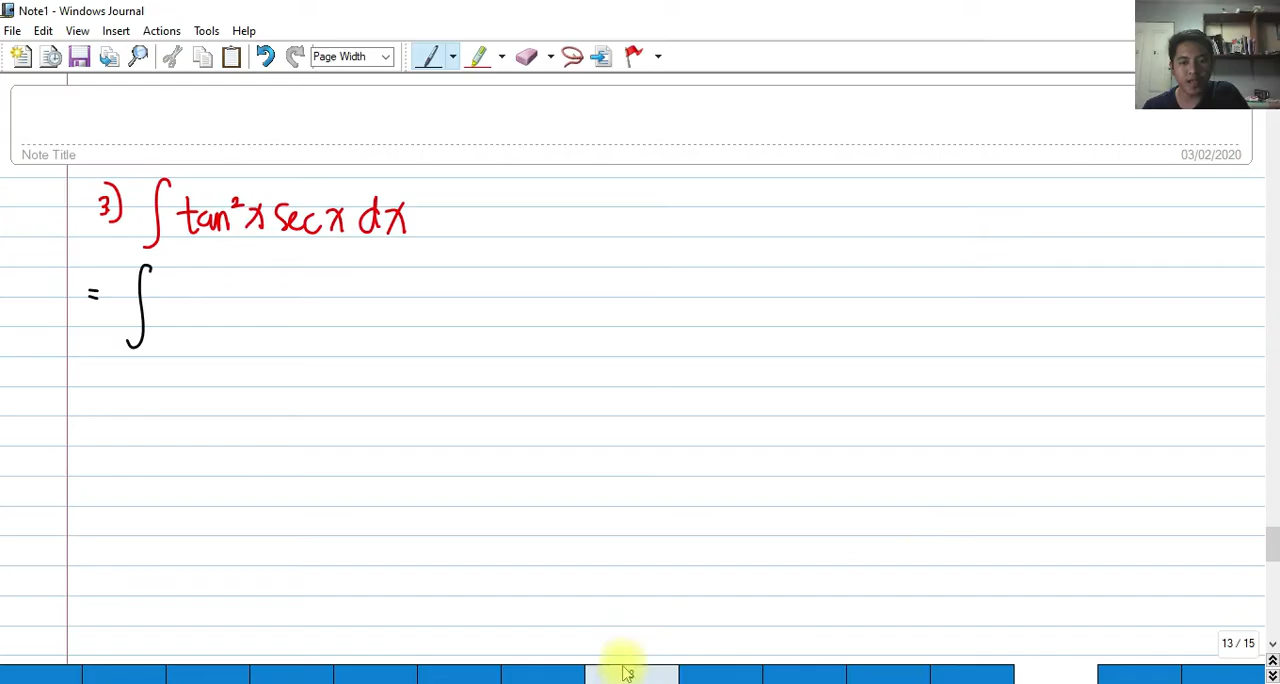 Note1 - Windows Journal
File Edit View Insert Actions Tools Help
Page Width
Note Title
03/02/2020
3) ∫ tan²x sec x dx
= ∫
13 / 15